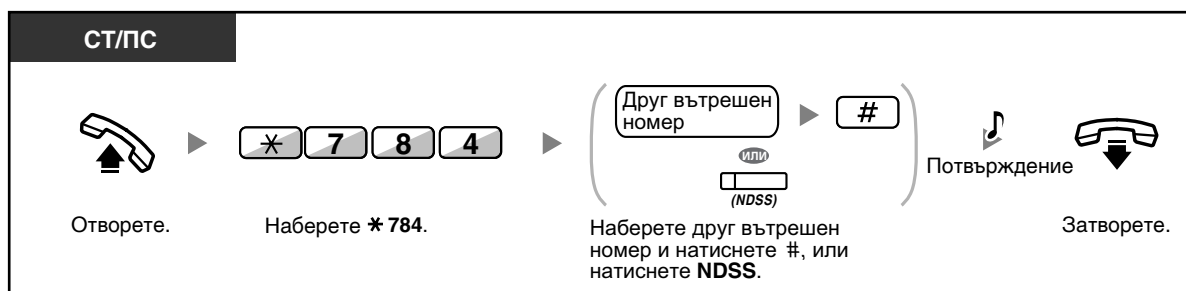 СТ/ПС
Друг вътрешен
номер
#
* 7 8 4
или
(NDSS)
Потвърждение
Отворете.
Наберете * 784.
Наберете друг вътрешен
номер и натиснете #, или
натиснете NDSS.
Затворете.